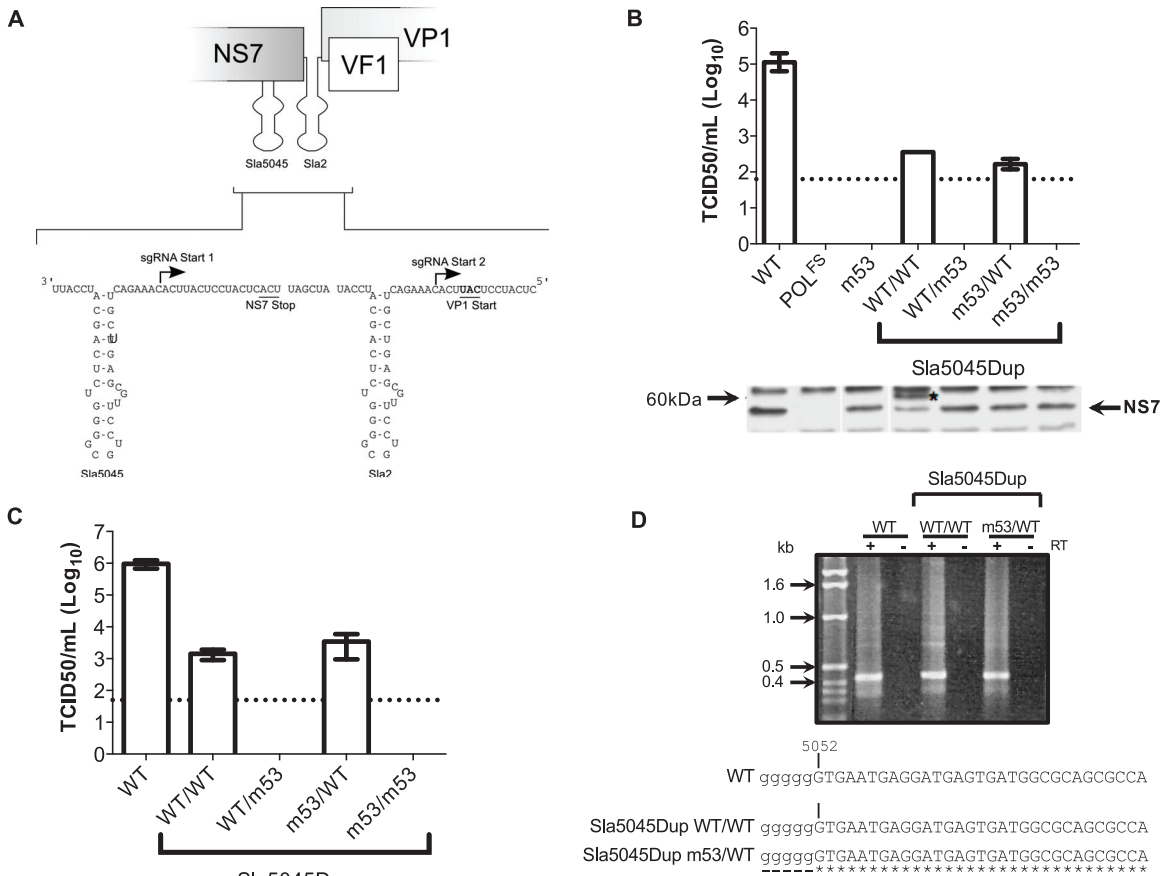 A
NS7
VP1
VF1
Sla5045
Sla2
sgRNA Start 1
sgRNA Start 2
3' UUACCU CAGAAACACUUACUCCUACUCACU UAGCUA UACCU CAGAAACACUUACUCCUACUC 5'
NS7 Stop
VP1 Start
Sla5045
Sla2
B
TCID50/mL (Log10)
6
5
4
3
2
1
0
WT
POLFS
m53
WT/WT
WT/m53
m53/WT
m53/m53
Sla5045Dup
60kDa
*
NS7
C
TCID50/mL (Log10)
7
6
5
4
3
2
1
0
WT
WT/WT
WT/m53
m53/WT
m53/m53
D
Sla5045Dup
WT WT/WT m53/WT
kb + - + - + - RT
1.6
1.0
0.5
0.4
5052
WT gggggGTGAATGAGGATGAGTGATGGCGCAGCGCCA
Sla5045Dup WT/WT gggggGTGAATGAGGATGAGTGATGGCGCAGCGCCA
Sla5045Dup m53/WT gggggGTGAATGAGGATGAGTGATGGCGCAGCGCCA